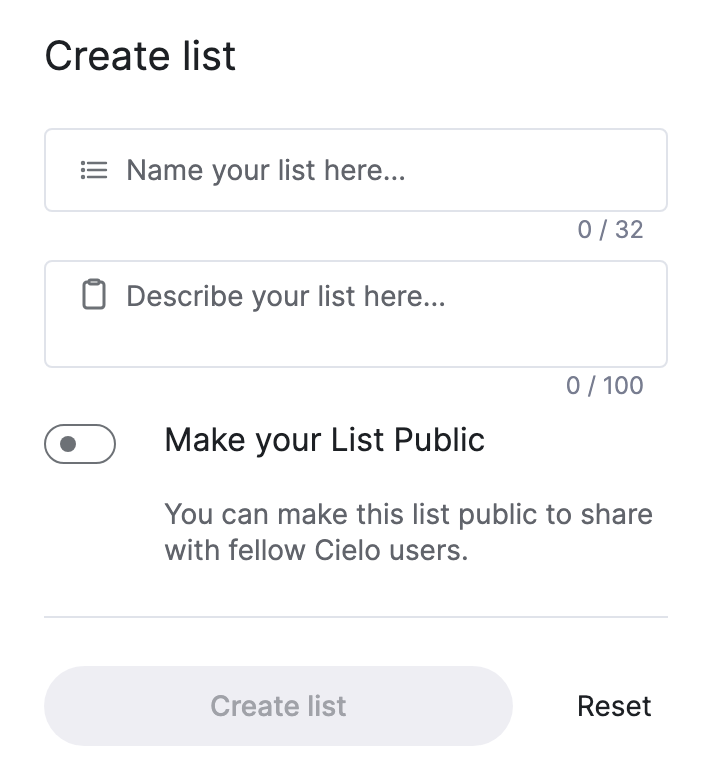 Create list
Name your list here...
0 / 32
Describe your list here...
0 / 100
Make your List Public
You can make this list public to share
with fellow Cielo users.
Create list
Reset